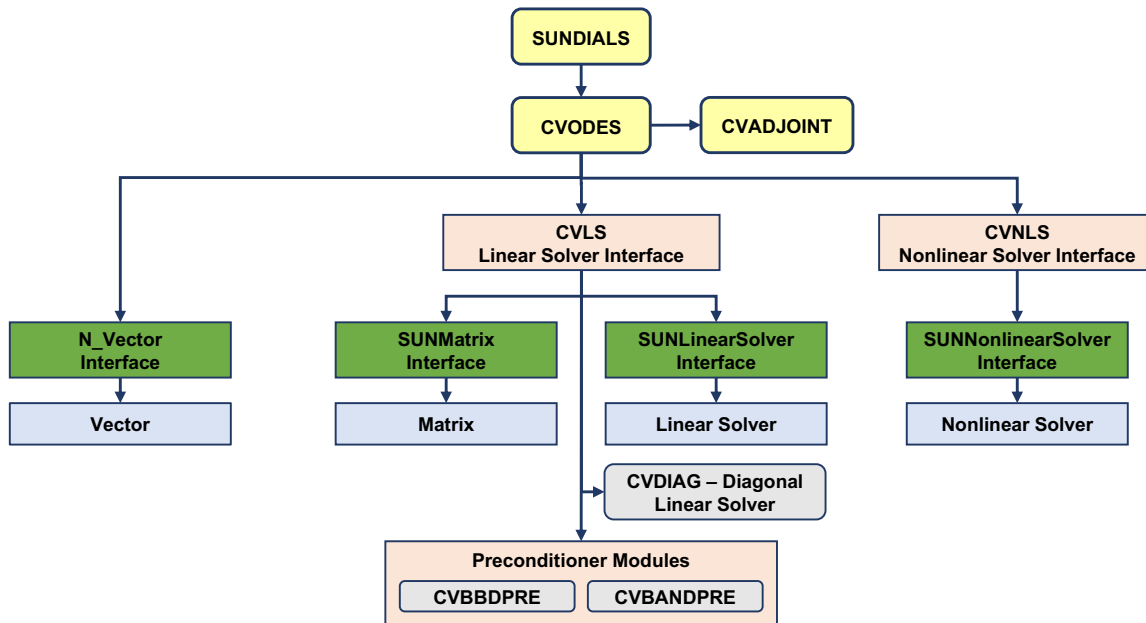 SUNDIALS
CVODES
CVADJOINT
CVLS
Linear Solver Interface
CVNLS
Nonlinear Solver Interface
N_Vector
Interface
SUNMatrix
Interface
SUNLinearSolver
Interface
SUNNonlinearSolver
Interface
Vector
Matrix
Linear Solver
Nonlinear Solver
CVDIAG – Diagonal
Linear Solver
Preconditioner Modules
CVBBDPRE
CVBANDPRE